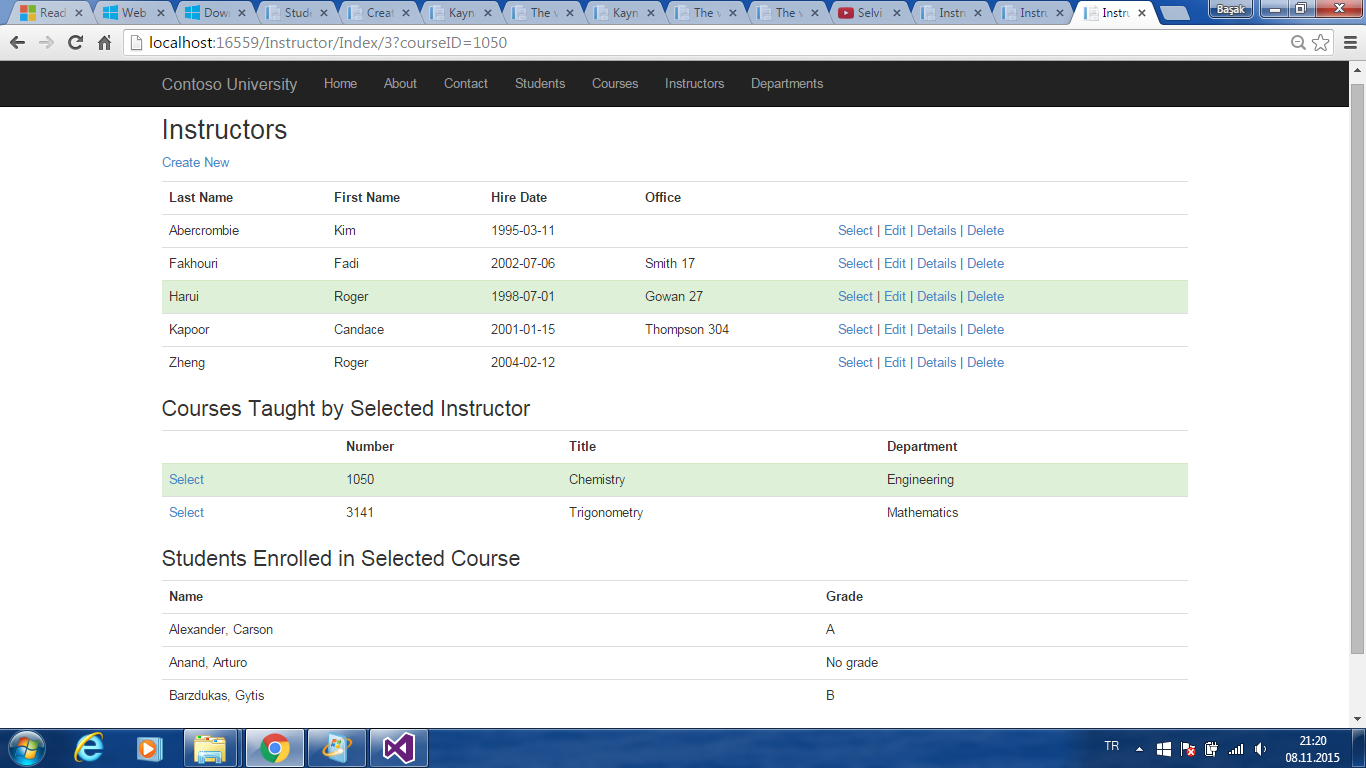 Read Web Down Stude Creat Kayn The v Kayn The v The v Selvi Instru Instru Instru Başak
localhost:16559/Instructor/Index/3?courseID=1050
Contoso University Home About Contact Students Courses Instructors Departments
Instructors
Create New
Last Name First Name Hire Date Office
Abercrombie Kim 1995-03-11 Select | Edit | Details | Delete
Fakhouri Fadi 2002-07-06 Smith 17 Select | Edit | Details | Delete
Harui Roger 1998-07-01 Gowan 27 Select | Edit | Details | Delete
Kapoor Candace 2001-01-15 Thompson 304 Select | Edit | Details | Delete
Zheng Roger 2004-02-12 Select | Edit | Details | Delete
Courses Taught by Selected Instructor
Number Title Department
Select 1050 Chemistry Engineering
Select 3141 Trigonometry Mathematics
Students Enrolled in Selected Course
Name Grade
Alexander, Carson A
Anand, Arturo No grade
Barzdukas, Gytis B
TR 21:20
08.11.2015